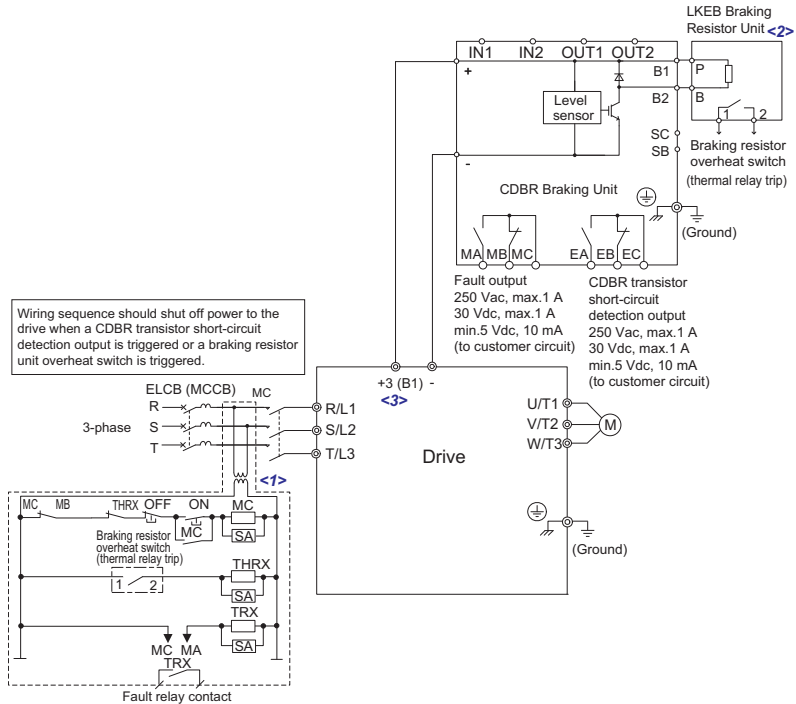 LKEB Braking
Resistor Unit <2>
IN1 IN2 OUT1 OUT2
+
B1
P
B2
B
Level
sensor
1 2
SC
SB
Braking resistor
overheat switch
(thermal relay trip)
-
CDBR Braking Unit
(Ground)
MA MB MC
EA EB EC
Fault output
250 Vac, max.1 A
30 Vdc, max.1 A
min.5 Vdc, 10 mA
(to customer circuit)
CDBR transistor
short-circuit
detection output
250 Vac, max.1 A
30 Vdc, max.1 A
min.5 Vdc, 10 mA
(to customer circuit)
Wiring sequence should shut off power to the
drive when a CDBR transistor short-circuit
detection output is triggered or a braking resistor
unit overheat switch is triggered.
+3 (B1) -
<3>
ELCB (MCCB) MC
R
R/L1
3-phase
S
S/L2
T
T/L3
Drive
U/T1
V/T2
W/T3
M
<1>
(Ground)
MC MB THRX OFF ON MC
MC
SA
Braking resistor
overheat switch
(thermal relay trip)
1 2
THRX
SA
TRX
SA
MC MA
TRX
Fault relay contact